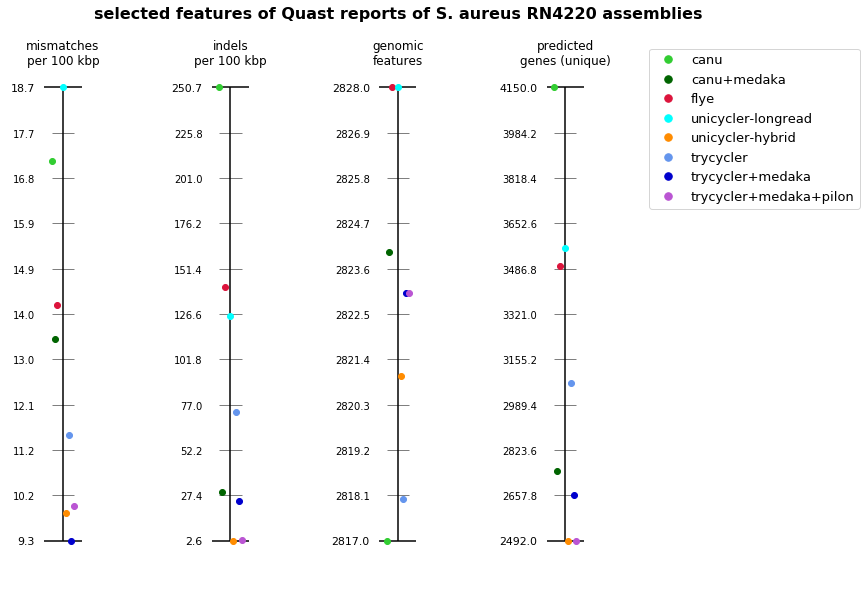 selected features of Quast reports of S. aureus RN4220 assemblies
mismatches
per 100 kbp
18.7
17.7
16.8
15.9
14.9
14.0
13.0
12.1
11.2
10.2
9.3
indels
per 100 kbp
250.7
225.8
201.0
176.2
151.4
126.6
101.8
77.0
52.2
27.4
2.6
genomic
features
2828.0
2826.9
2825.8
2824.7
2823.6
2822.5
2821.4
2820.3
2819.2
2818.1
2817.0
predicted
genes (unique)
4150.0
3984.2
3818.4
3652.6
3486.8
3321.0
3155.2
2989.4
2823.6
2657.8
2492.0
canu
canu+medaka
flye
unicycler-longread
unicycler-hybrid
trycycler
trycycler+medaka
trycycler+medaka+pilon